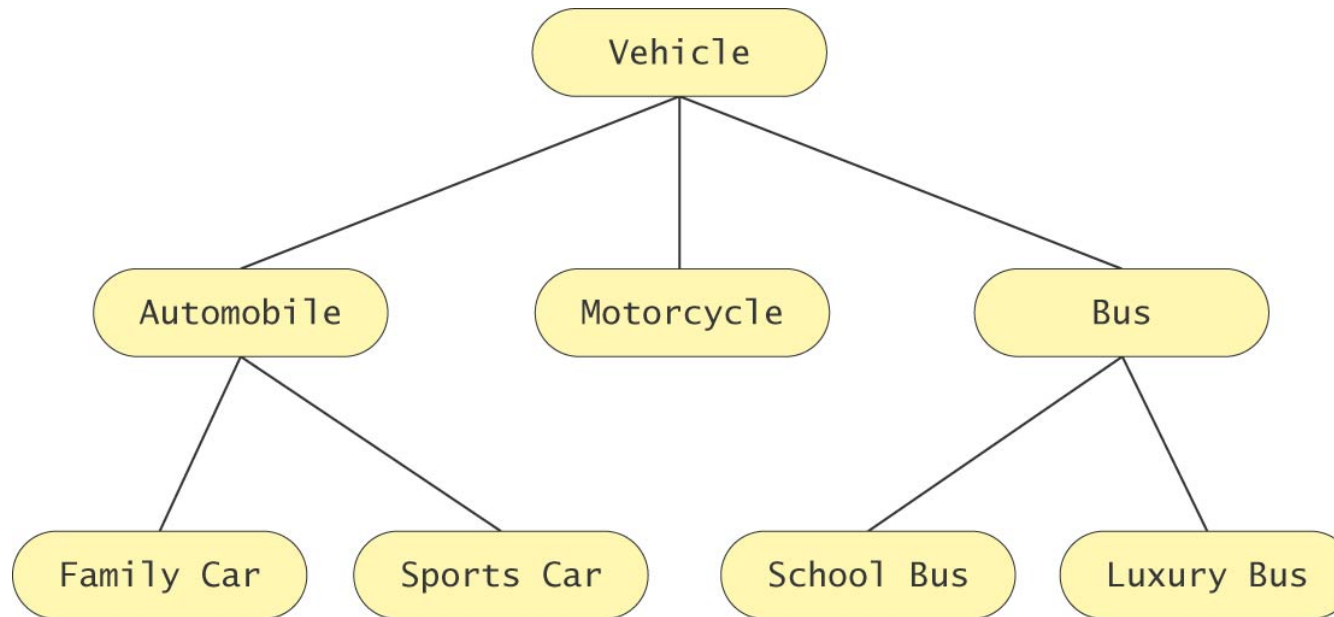 Vehicle
Automobile
Motorcycle
Bus
Family Car
Sports Car
School Bus
Luxury Bus